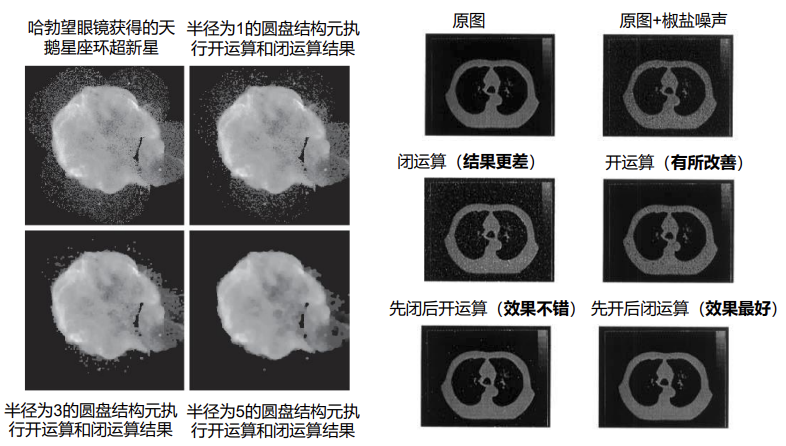 哈勃望眼镜获得的天
鹅星座环超新星
半径为1的圆盘结构元执
行开运算和闭运算结果
半径为3的圆盘结构元执
行开运算和闭运算结果
半径为5的圆盘结构元执
行开运算和闭运算结果
原图
原图+椒盐噪声
闭运算（结果更差）
开运算（有所改善）
先闭后开运算（效果不错）
先开后闭运算（效果最好）